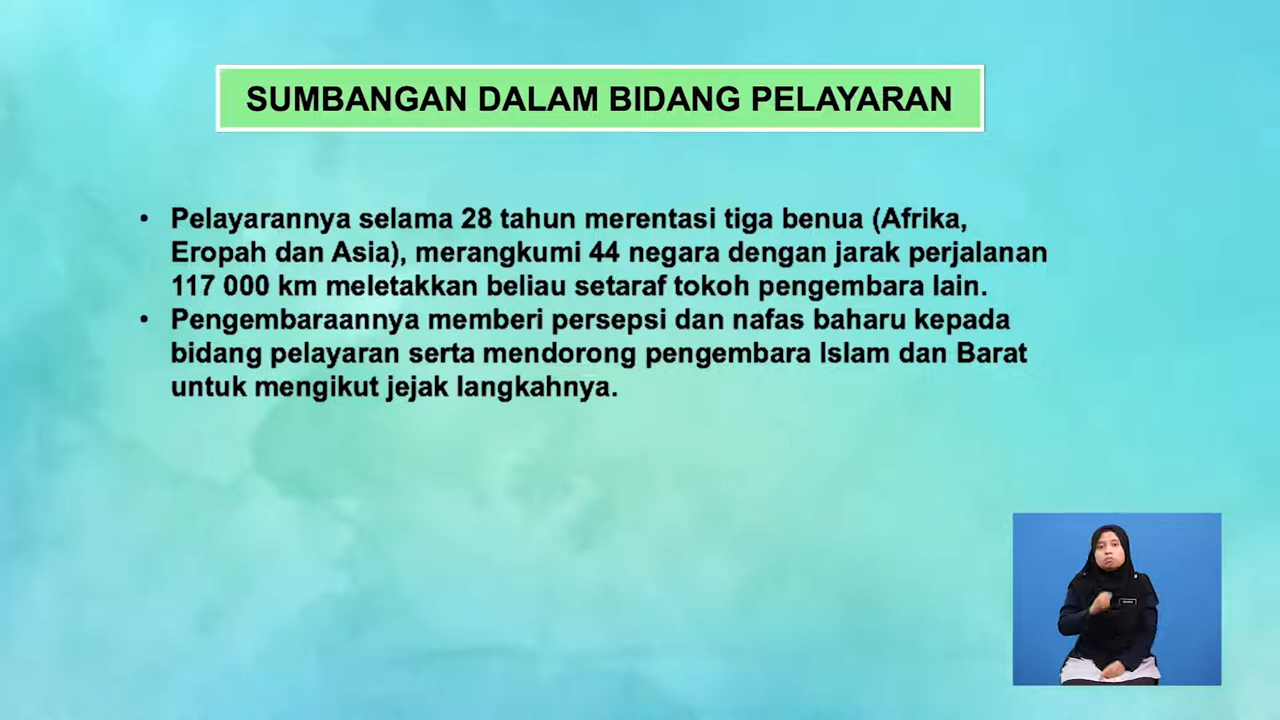 SUMBANGAN DALAM BIDANG PELAYARAN
• Pelayarannya selama 28 tahun merentasi tiga benua (Afrika,
Eropah dan Asia), merangkumi 44 negara dengan jarak perjalanan
117 000 km meletakkan beliau setaraf tokoh pengembara lain.
• Pengembaraannya memberi persepsi dan nafas baharu kepada
bidang pelayaran serta mendorong pengembara Islam dan Barat
untuk mengikut jejak langkahnya.